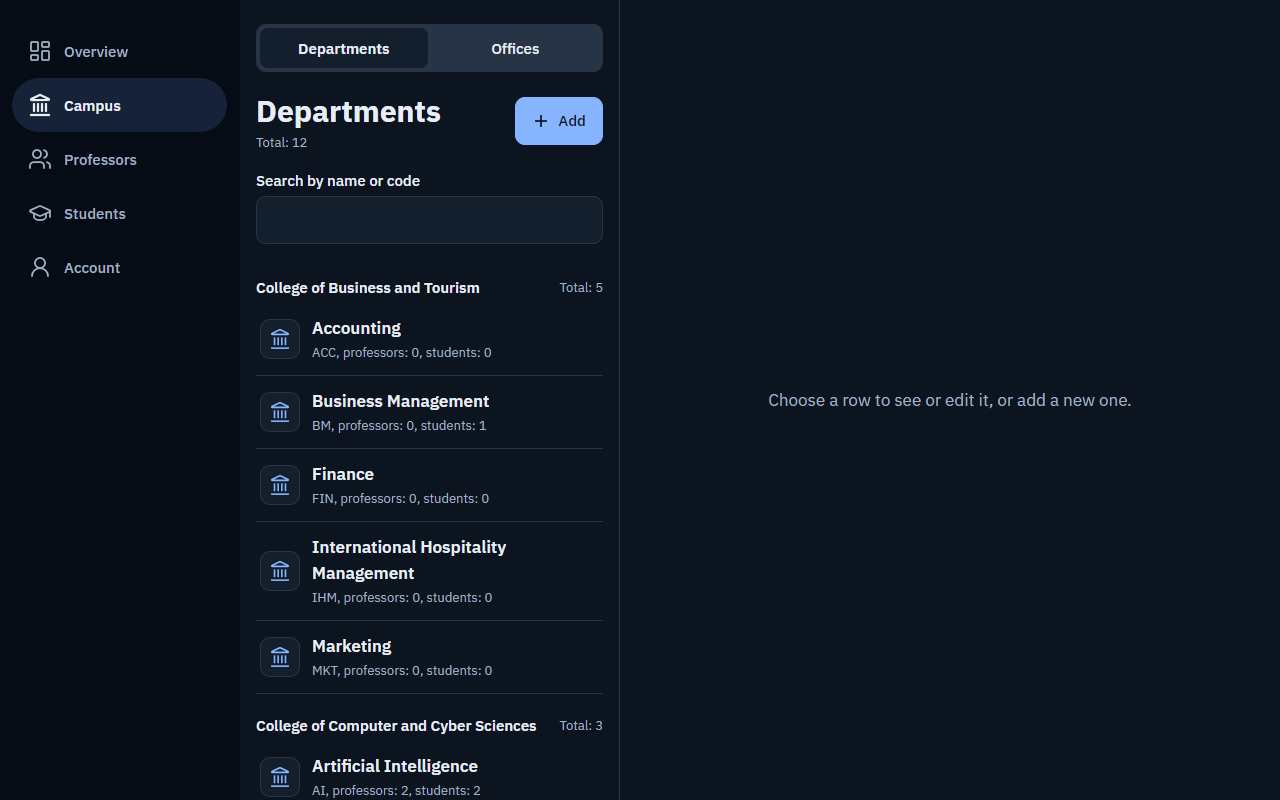 Overview
Campus
Professors
Students
Account
Departments
Offices
Departments
Total: 12
Add
Search by name or code
College of Business and Tourism
Total: 5
Accounting
ACC, professors: 0, students: 0
Business Management
BM, professors: 0, students: 1
Finance
FIN, professors: 0, students: 0
International Hospitality
Management
IHM, professors: 0, students: 0
Marketing
MKT, professors: 0, students: 0
College of Computer and Cyber Sciences
Total: 3
Artificial Intelligence
AI, professors: 2, students: 2
Choose a row to see or edit it, or add a new one.